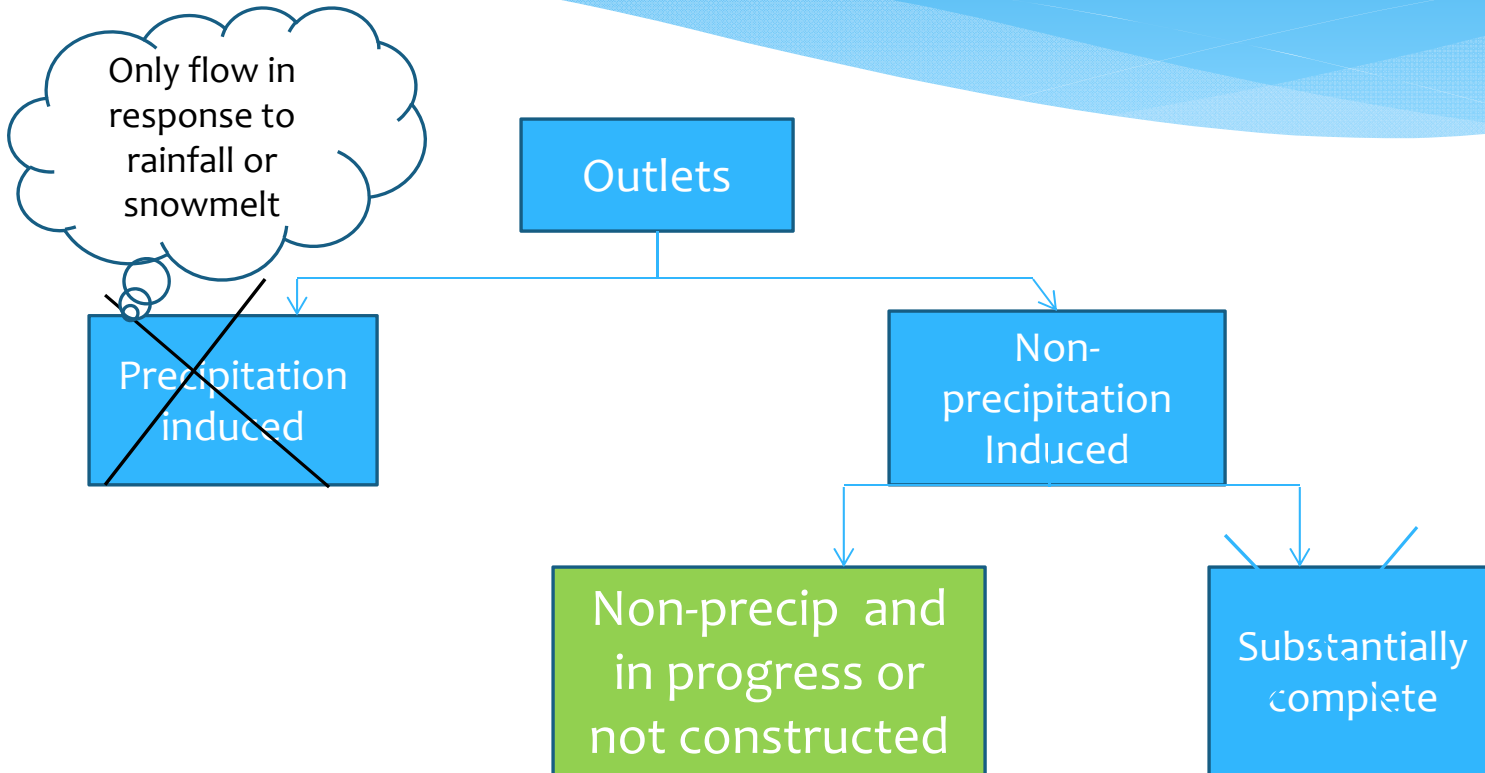 Only flow in
response to
rainfall or
snowmelt
Outlets
Precipitation
induced
Non-
precipitation
Induced
Non-precip and
in progress or
not constructed
Substantially
complete